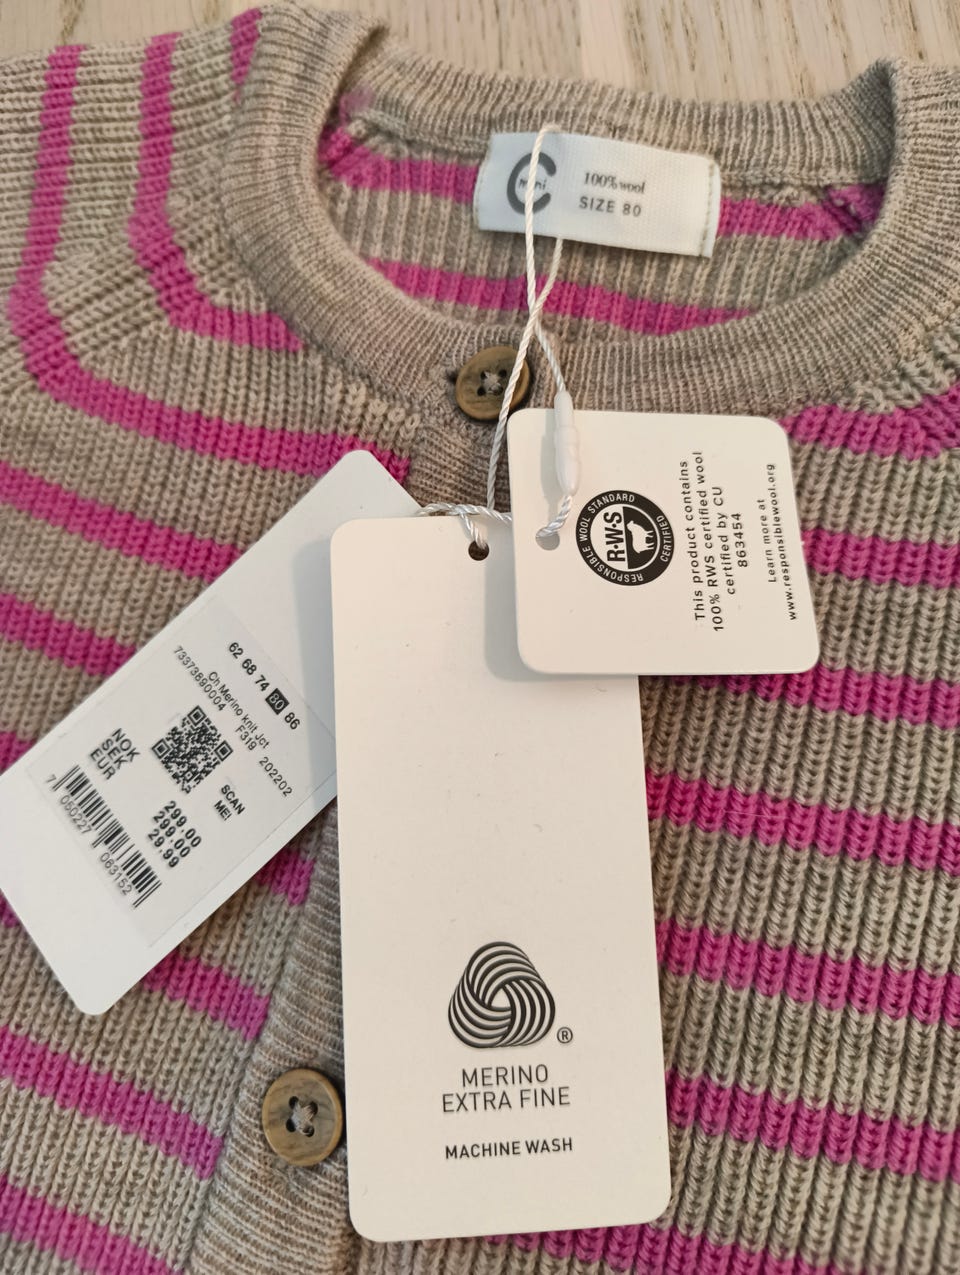 mini
100% wool
SIZE 80
RESPONSIBLE WOOL STANDARD
R·W·S
CERTIFIED
This product contains
100% RWS certified wool
certified by CU
863454
Learn more at
www.responsiblewool.org
62 68 74 80 86
Ch Merino knit Jct
73373890004 F319 202202
SCAN
ME!
NOK 299.00
SEK 299.00
EUR 29.99
7 050227 063152
®
MERINO
EXTRA FINE
MACHINE WASH